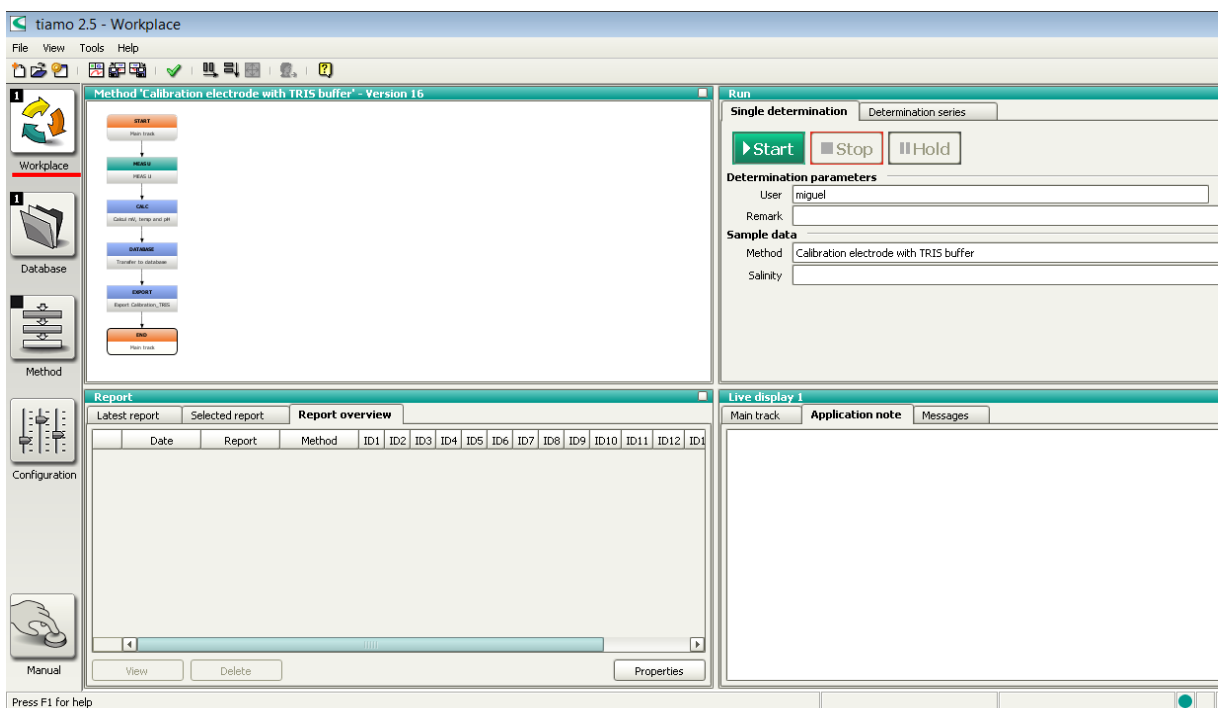 tiamo 2.5 - Workplace
File View Tools Help
1
Workplace
1
Database
Method
Configuration
Manual
Method 'Calibration electrode with TRIS buffer' - Version 16
START
Main track
MEAS U
MEAS U
CALC
Calcul mV, temp and pH
DATABASE
Transfer to database
EXPORT
Export Calibration_TRIS
END
Main track
Run
Single determination Determination series
Start Stop Hold
Determination parameters
User miguel
Remark
Sample data
Method Calibration electrode with TRIS buffer
Salinity
Report
Latest report Selected report Report overview
Date Report Method ID1 ID2 ID3 ID4 ID5 ID6 ID7 ID8 ID9 ID10 ID11 ID12 ID1
View Delete Properties
Live display 1
Main track Application note Messages
Press F1 for help